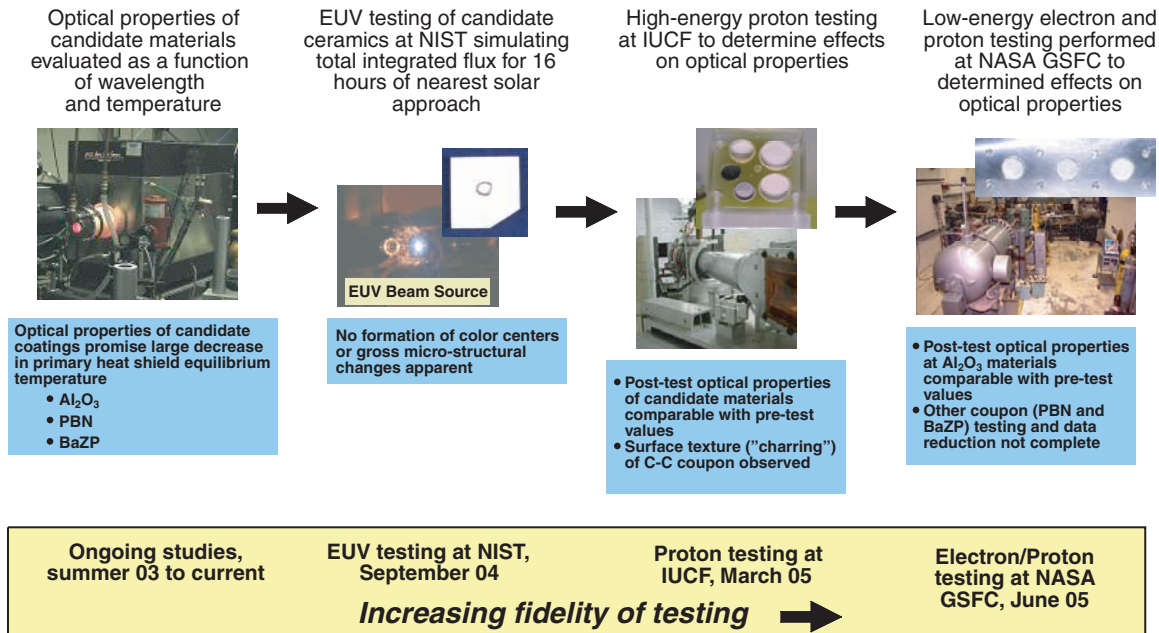 Optical properties of
candidate materials
evaluated as a function
of wavelength
and temperature
EUV testing of candidate
ceramics at NIST simulating
total integrated flux for 16
hours of nearest solar
approach
High-energy proton testing
at IUCF to determine effects
on optical properties
Low-energy electron and
proton testing performed
at NASA GSFC to
determined effects on
optical properties
EUV Beam Source
Optical properties of candidate
coatings promise large decrease
in primary heat shield equilibrium
temperature
• Al₂O₃
• PBN
• BaZP
No formation of color centers
or gross micro-structural
changes apparent
• Post-test optical properties
of candidate materials
comparable with pre-test
values
• Surface texture ("charring")
of C-C coupon observed
• Post-test optical properties
at Al₂O₃ materials
comparable with pre-test
values
• Other coupon (PBN and
BaZP) testing and data
reduction not complete
Ongoing studies,
summer 03 to current
EUV testing at NIST,
September 04
Proton testing at
IUCF, March 05
Electron/Proton
testing at NASA
GSFC, June 05
Increasing fidelity of testing